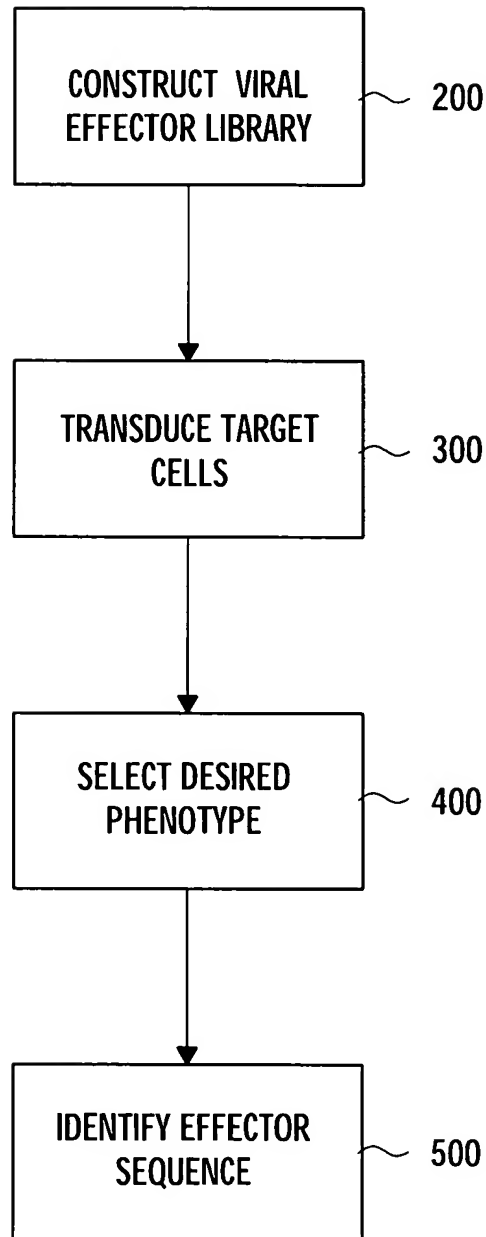 CONSTRUCT VIRAL
EFFECTOR LIBRARY
200
TRANSDUCE TARGET
CELLS
300
SELECT DESIRED
PHENOTYPE
400
IDENTIFY EFFECTOR
SEQUENCE
500